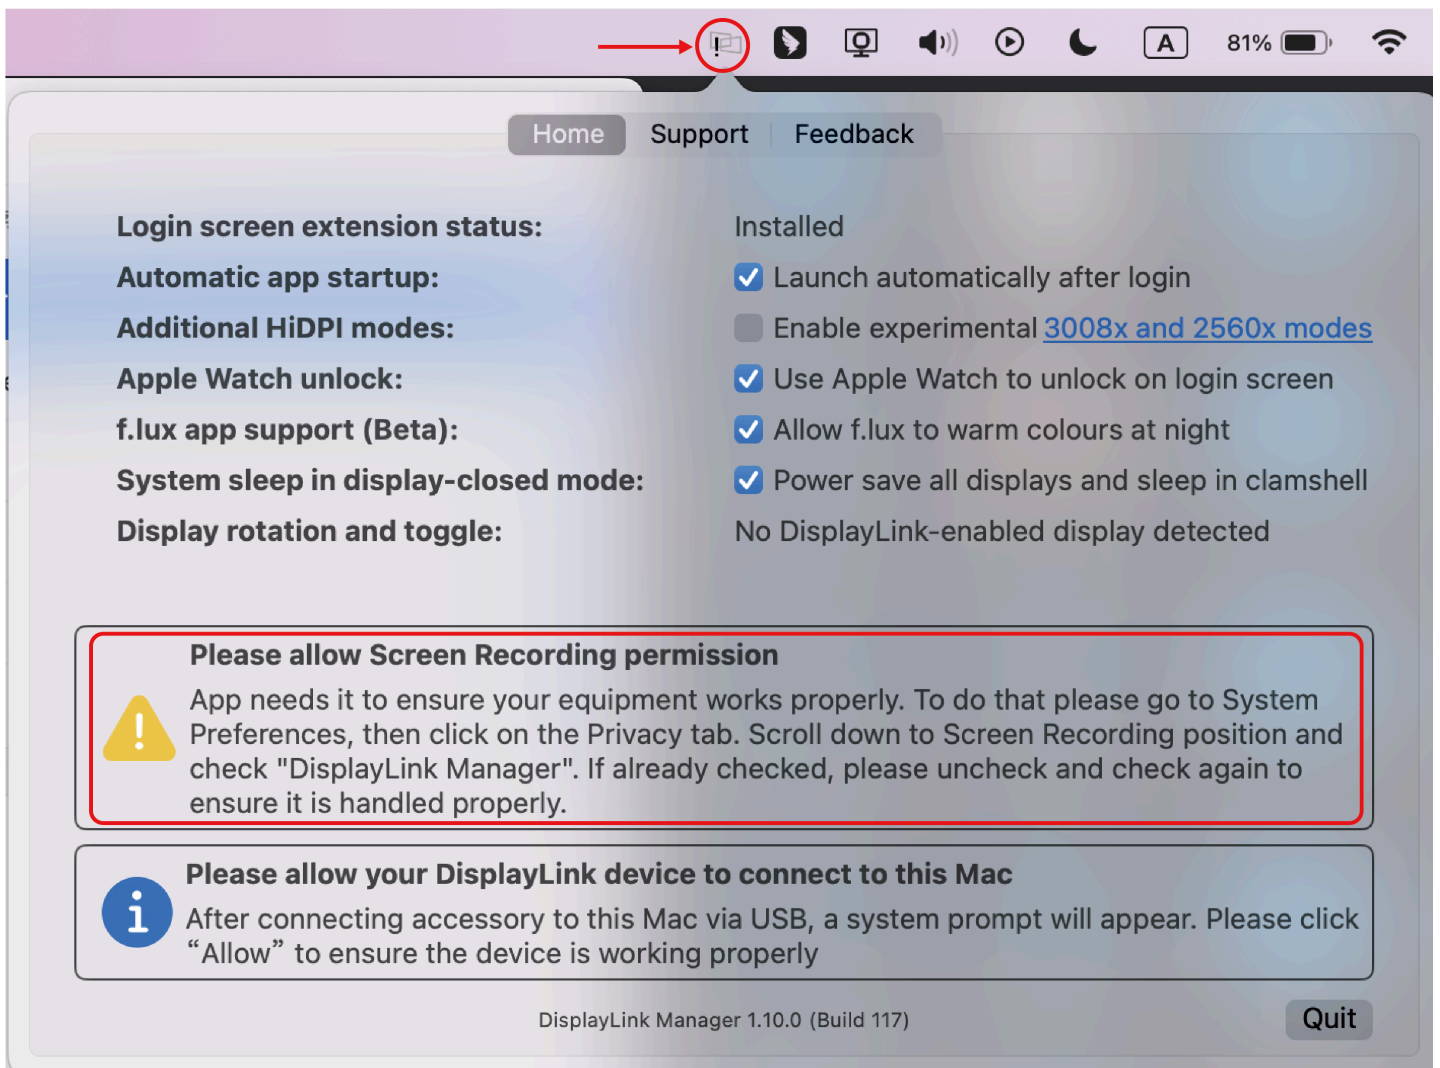 A
81%
Home
Support
Feedback
Login screen extension status: Installed
Automatic app startup: Launch automatically after login
Additional HiDPI modes: Enable experimental 3008x and 2560x modes
Apple Watch unlock: Use Apple Watch to unlock on login screen
f.lux app support (Beta): Allow f.lux to warm colours at night
System sleep in display-closed mode: Power save all displays and sleep in clamshell
Display rotation and toggle: No DisplayLink-enabled display detected
Please allow Screen Recording permission
App needs it to ensure your equipment works properly. To do that please go to System
Preferences, then click on the Privacy tab. Scroll down to Screen Recording position and
check "DisplayLink Manager". If already checked, please uncheck and check again to
ensure it is handled properly.
Please allow your DisplayLink device to connect to this Mac
After connecting accessory to this Mac via USB, a system prompt will appear. Please click
“Allow” to ensure the device is working properly
DisplayLink Manager 1.10.0 (Build 117)
Quit